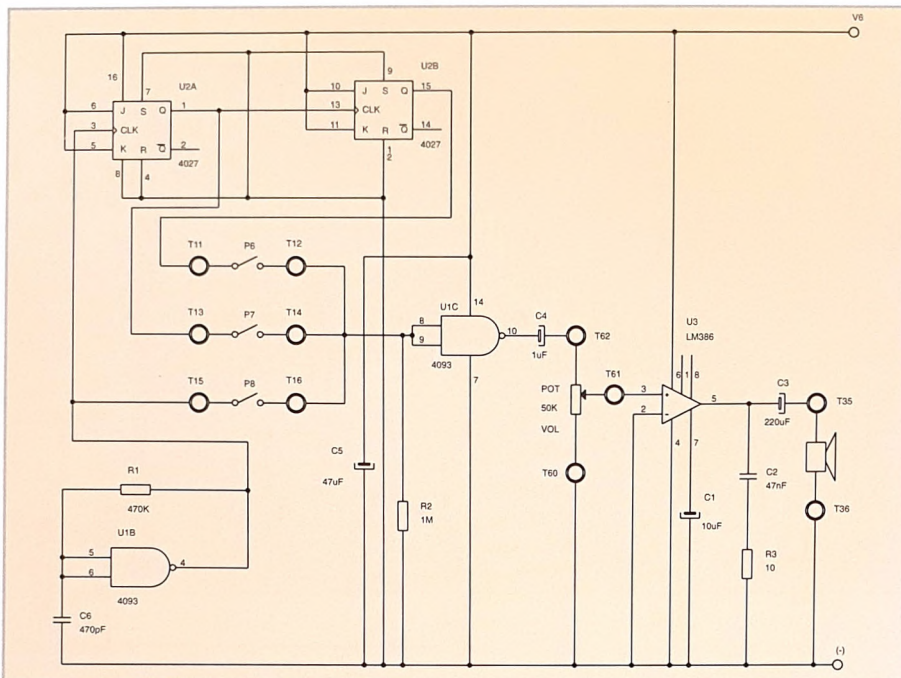 V6
16
7
U2A
9
U2B
6 J S Q 1
10 J S Q 15
3 CLK
13 CLK
5 K R Q 2
11 K R Q 14
4027
4027
8
4
1
2
T11 P6 T12
T13 P7 T14
T15 P8 T16
U1C
14
8
9
10
4093
7
C4
1uF
T62
POT
50K
VOL
T61
T60
U3
LM386
6 1 8
3 +
2 -
5
4
7
C3
220uF
T35
C2
47nF
T36
C1
10uF
R3
10
C5
47uF
R2
1M
R1
470K
U1B
5
6
4
4093
C6
470pF
(-)